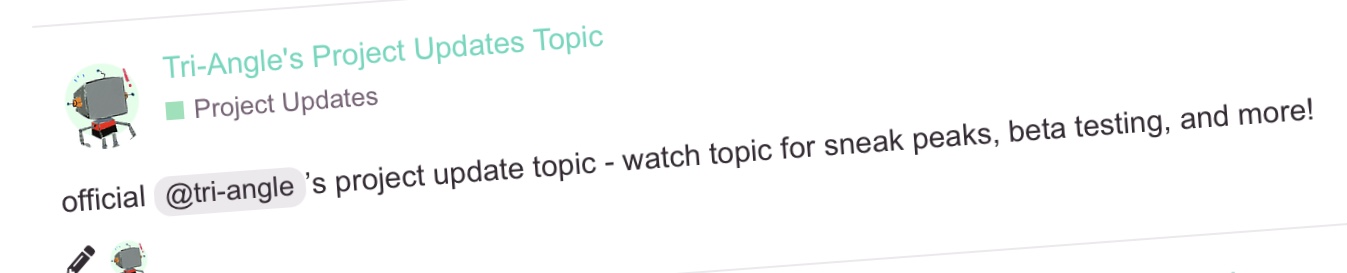 Tri-Angle's Project Updates Topic
Project Updates
official @tri-angle ’s project update topic - watch topic for sneak peaks, beta testing, and more!